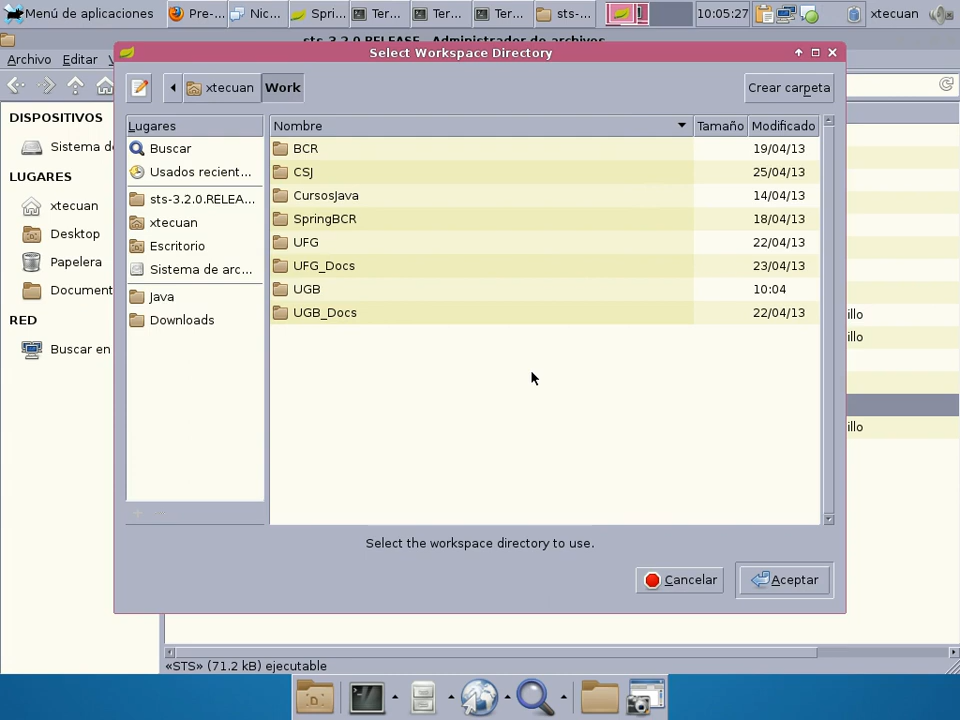 Menú de aplicaciones
Pre-...
Nic...
Spri...
Ter...
Ter...
Ter...
sts-...
10:05:27
xtecuan
sts-3.2.0.RELEASE - Administrador de archivos
Archivo Editar
Select Workspace Directory
xtecuan Work
Crear carpeta
DISPOSITIVOS
Sistema d
LUGARES
xtecuan
Desktop
Papelera
Document
RED
Buscar en
Lugares
Buscar
Usados recient...
sts-3.2.0.RELEA...
xtecuan
Escritorio
Sistema de arc...
Java
Downloads
Nombre Tamaño Modificado
BCR 19/04/13
CSJ 25/04/13
CursosJava 14/04/13
SpringBCR 18/04/13
UFG 22/04/13
UFG_Docs 23/04/13
UGB 10:04
UGB_Docs 22/04/13
illo
illo
illo
Select the workspace directory to use.
Cancelar
Aceptar
«STS» (71.2 kB) ejecutable